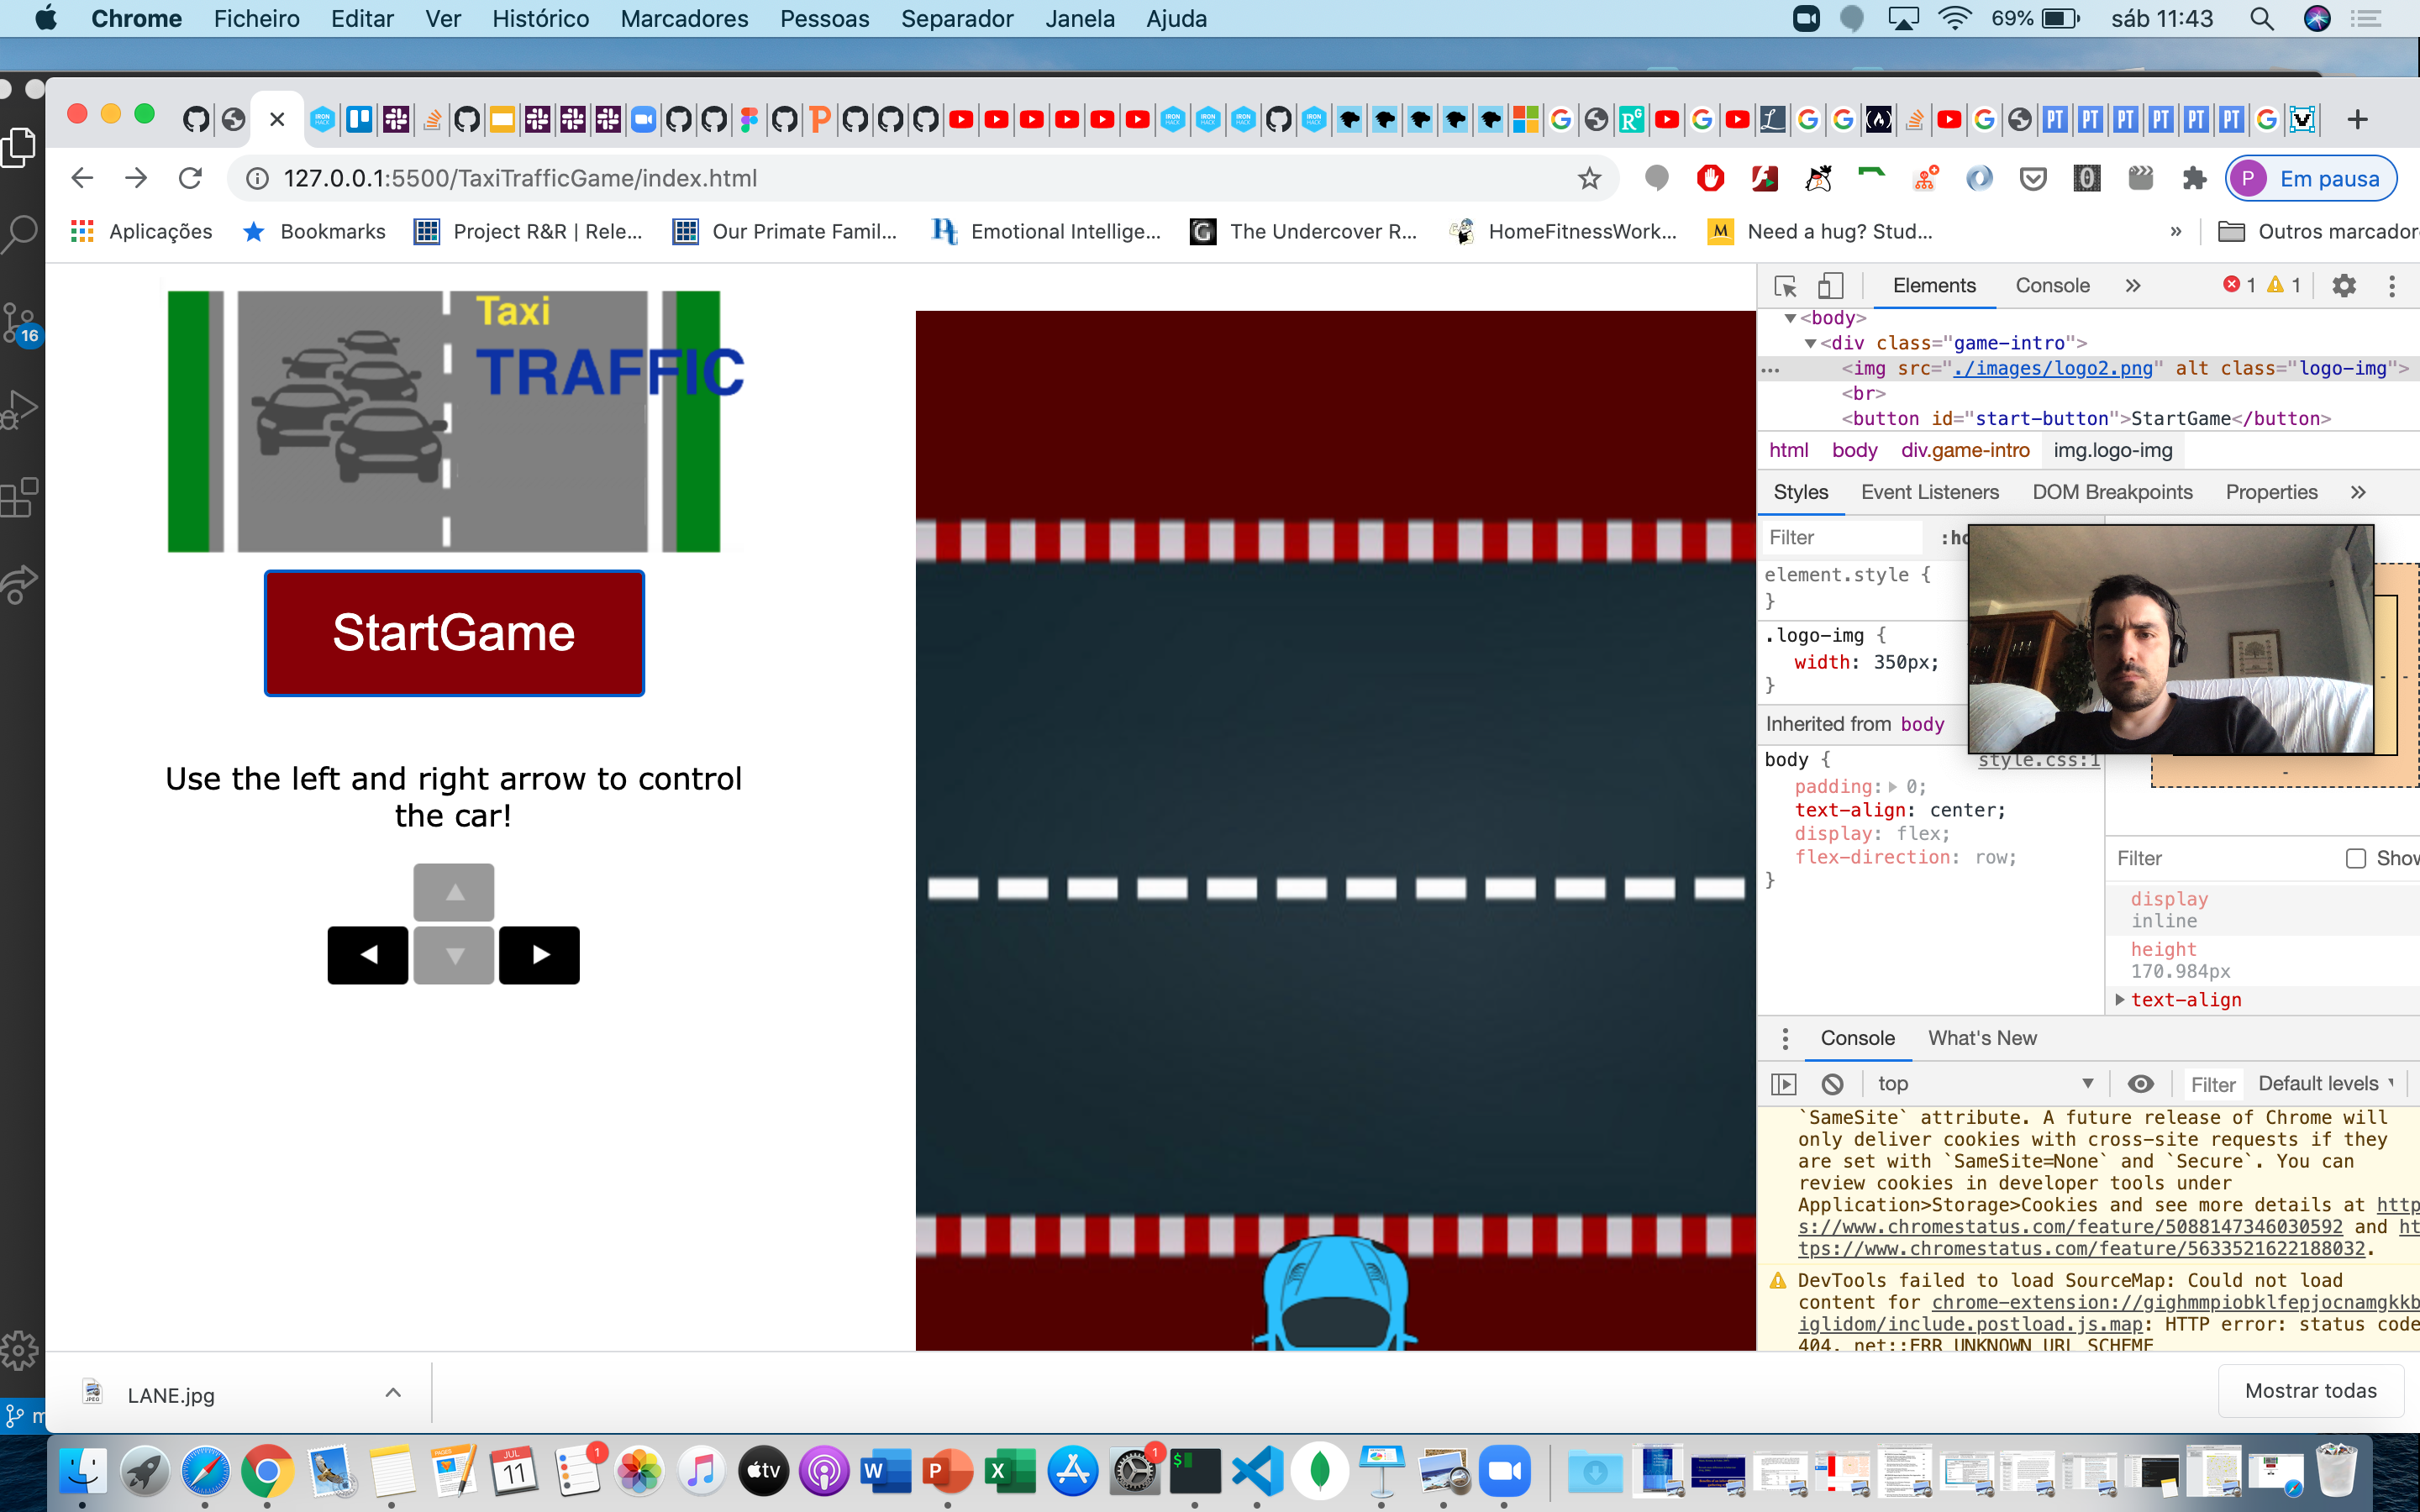 Chrome Ficheiro Editar Ver Histórico Marcadores Pessoas Separador Janela Ajuda 69% sáb 11:43
127.0.0.1:5500/TaxiTrafficGame/index.html
Em pausa
Aplicações Bookmarks Project R&R | Rele... Our Primate Famil... Emotional Intellige... The Undercover R... HomeFitnessWork... Need a hug? Stud... » Outros marcador
16
Taxi
TRAFFIC
StartGame
Use the left and right arrow to control
the car!
Elements Console » 1 1
<body>
<div class="game-intro">
<img src="./images/logo2.png" alt class="logo-img">
<br>
<button id="start-button">StartGame</button>
html body div.game-intro img.logo-img
Styles Event Listeners DOM Breakpoints Properties »
Filter
element.style {
}
.logo-img {
width: 350px;
}
Inherited from body
body {
style.css:1
padding: 0;
text-align: center;
display: flex;
flex-direction: row;
}
Filter Show
display
inline
height
170.984px
text-align
Console What's New
top Filter Default levels
`SameSite` attribute. A future release of Chrome will
only deliver cookies with cross-site requests if they
are set with `SameSite=None` and `Secure`. You can
review cookies in developer tools under
Application>Storage>Cookies and see more details at http
s://www.chromestatus.com/feature/5088147346030592 and ht
tps://www.chromestatus.com/feature/5633521622188032.
DevTools failed to load SourceMap: Could not load
content for chrome-extension://gighmmpiobklfepjocnamgkkb
iglidom/include.postload.js.map: HTTP error: status code
404, net::ERR_UNKNOWN_URL_SCHEME
LANE.jpg
Mostrar todas
JUL
11
1
tv
W
P
X
1